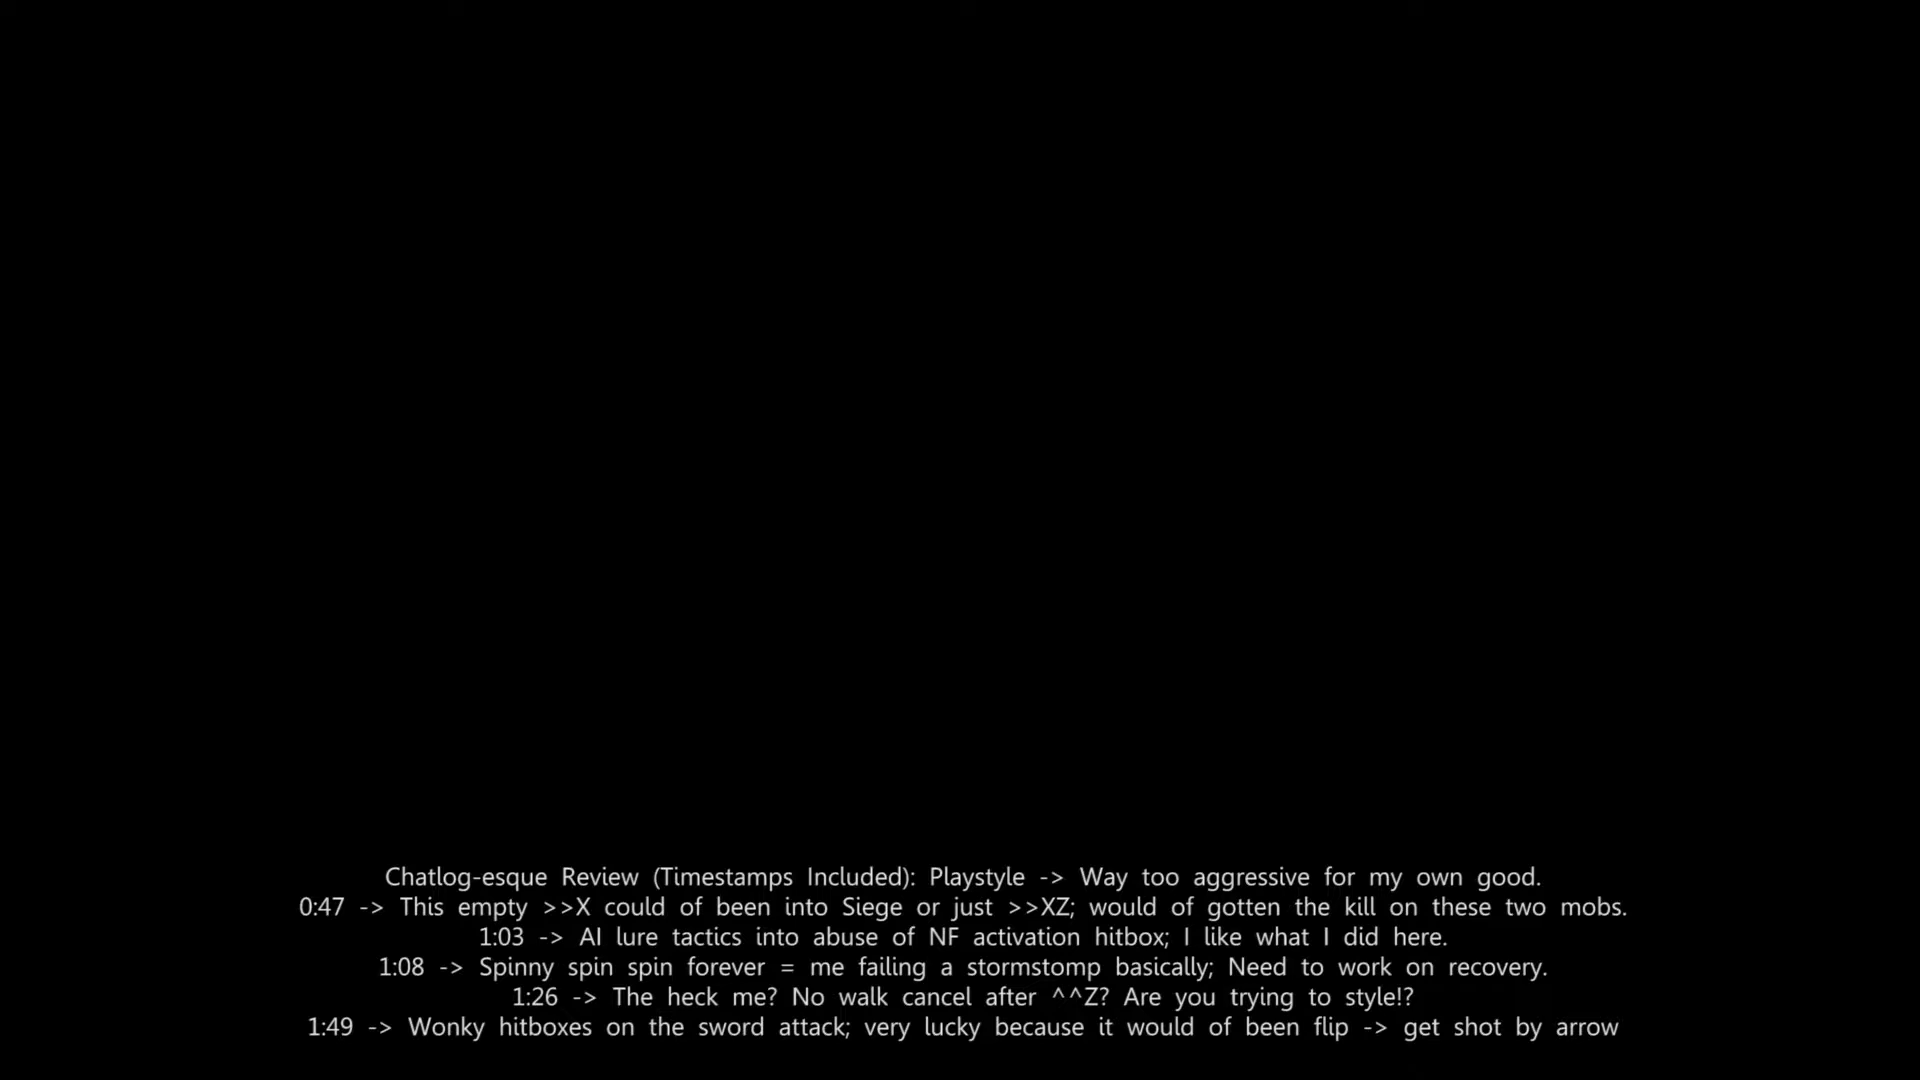 Chatlog-esque Review (Timestamps Included): Playstyle -> Way too aggressive for my own good.
0:47 -> This empty >>X could of been into Siege or just >>XZ; would of gotten the kill on these two mobs.
1:03 -> AI lure tactics into abuse of NF activation hitbox; I like what I did here.
1:08 -> Spinny spin spin forever = me failing a stormstomp basically; Need to work on recovery.
1:26 -> The heck me? No walk cancel after ^^Z? Are you trying to style!?
1:49 -> Wonky hitboxes on the sword attack; very lucky because it would of been flip -> get shot by arrow